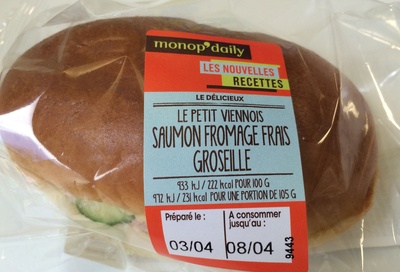 monop'daily
LES NOUVELLES
RECETTES
LE DÉLICIEUX
LE PETIT VIENNOIS
SAUMON FROMAGE FRAIS
GROSEILLE
933 kJ / 222 kcal POUR 100 G
972 kJ / 231 kcal POUR UNE PORTION DE 105 G
Préparé le :
A consommer
jusqu'au :
03/04
08/04
9443